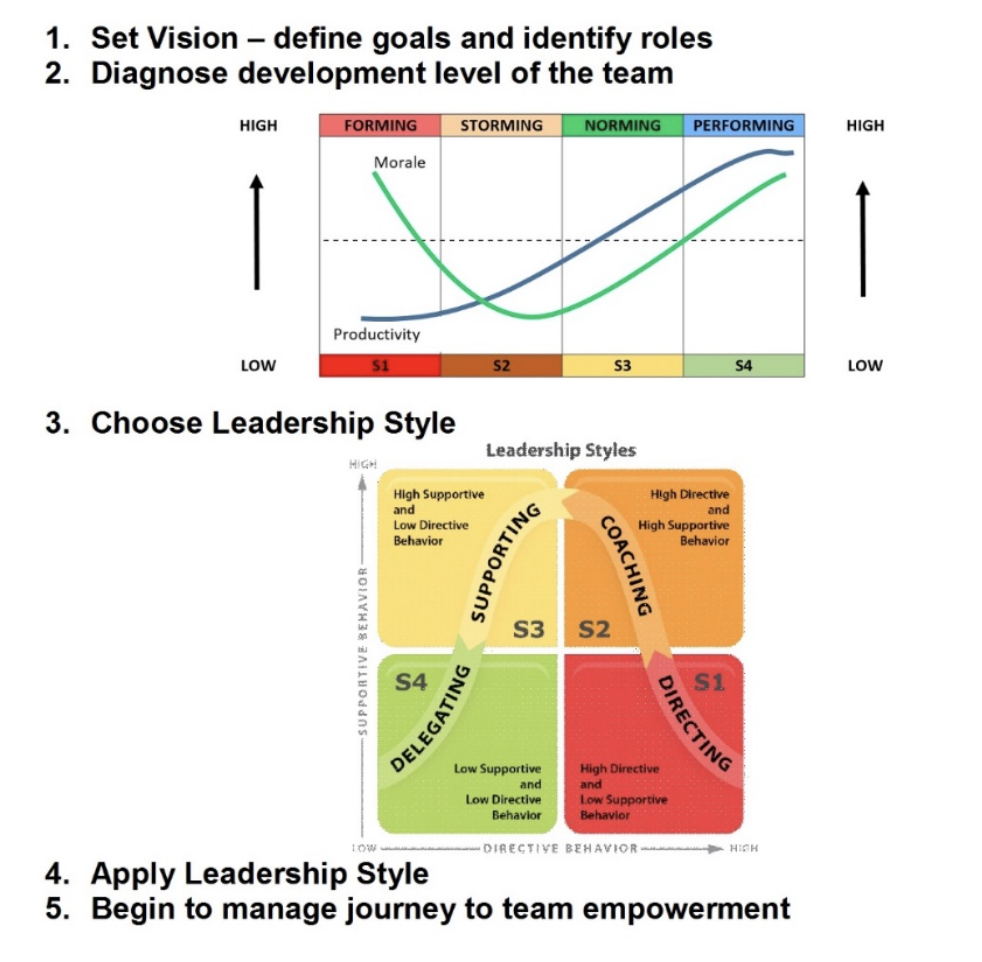 1. Set Vision – define goals and identify roles
2. Diagnose development level of the team
HIGH
FORMING
STORMING
NORMING
PERFORMING
HIGH
Morale
Productivity
LOW
S1
S2
S3
S4
LOW
3. Choose Leadership Style
Leadership Styles
HIGH
High Supportive
and
Low Directive
Behavior
SUPPORTING
S3
High Directive
and
High Supportive
Behavior
COACHING
S2
SUPPORTIVE BEHAVIOR
S4
DELEGATING
Low Supportive
and
Low Directive
Behavior
S1
DIRECTING
High Directive
and
Low Supportive
Behavior
LOW
DIRECTIVE BEHAVIOR
HIGH
4. Apply Leadership Style
5. Begin to manage journey to team empowerment